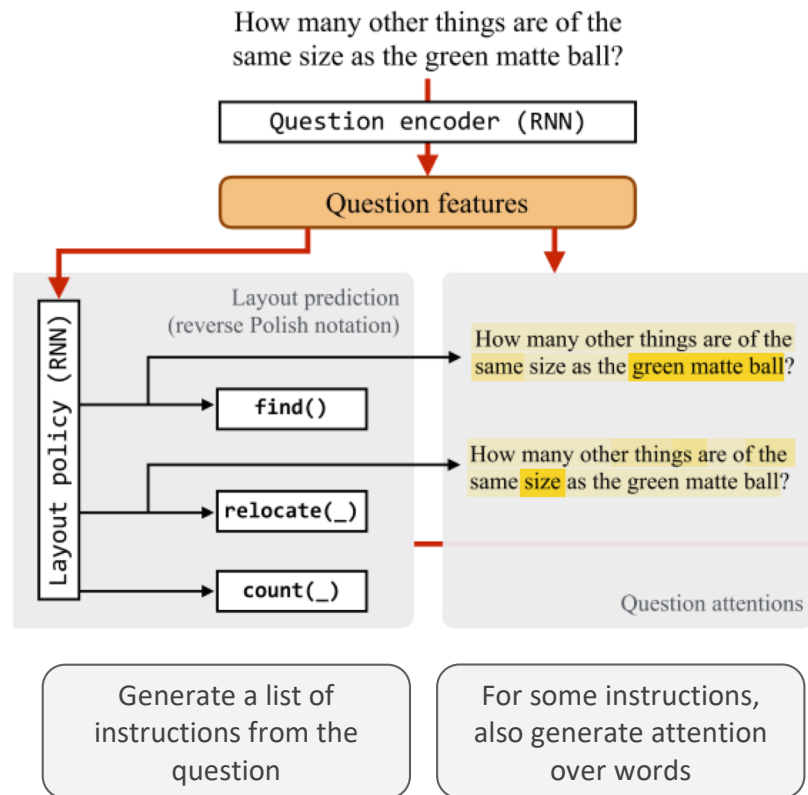 How many other things are of the
same size as the green matte ball?
Question encoder (RNN)
Question features
Layout policy (RNN)
Layout prediction
(reverse Polish notation)
find()
relocate(_)
count(_)
How many other things are of the
same size as the green matte ball?
How many other things are of the
same size as the green matte ball?
Question attentions
Generate a list of
instructions from the
question
For some instructions,
also generate attention
over words